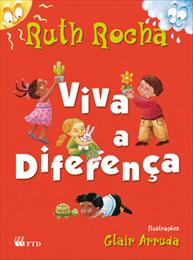 Ruth Rocha
Viva
a
Diferença
Ilustrações
Clair Arruda
FTD